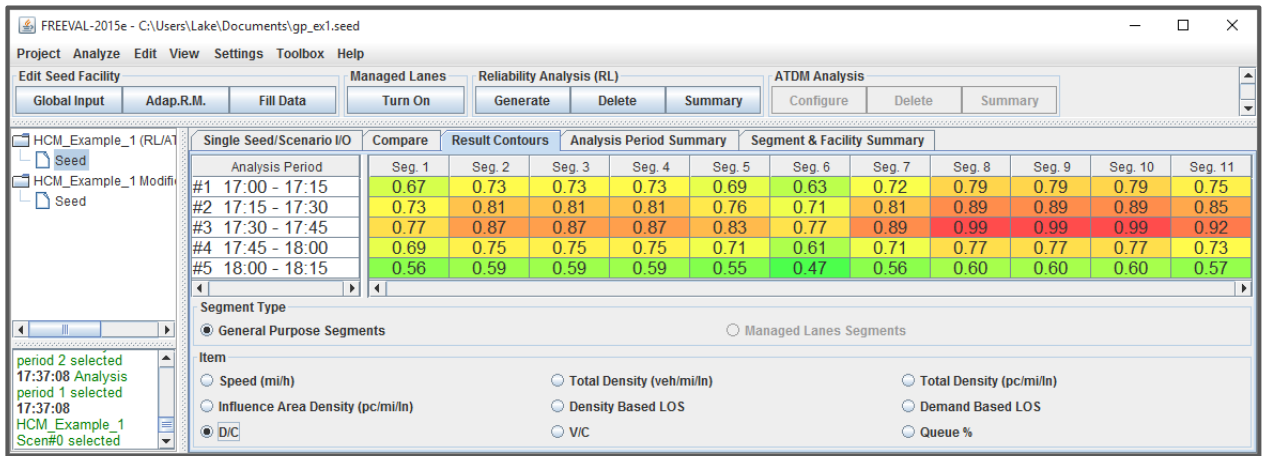 FREEVAL-2015e - C:\Users\Lake\Documents\gp_ex1.seed
Project Analyze Edit View Settings Toolbox Help
Edit Seed Facility Managed Lanes Reliability Analysis (RL) ATDM Analysis
Global Input Adap.R.M. Fill Data Turn On Generate Delete Summary Configure Delete Summary
HCM_Example_1 (RL/AT
Seed
HCM_Example_1 Modifi
Seed
Single Seed/Scenario I/O Compare Result Contours Analysis Period Summary Segment & Facility Summary
Analysis Period Seg. 1 Seg. 2 Seg. 3 Seg. 4 Seg. 5 Seg. 6 Seg. 7 Seg. 8 Seg. 9 Seg. 10 Seg. 11
#1 17:00 - 17:15 0.67 0.73 0.73 0.73 0.69 0.63 0.72 0.79 0.79 0.79 0.75
#2 17:15 - 17:30 0.73 0.81 0.81 0.81 0.76 0.71 0.81 0.89 0.89 0.89 0.85
#3 17:30 - 17:45 0.77 0.87 0.87 0.87 0.83 0.77 0.89 0.99 0.99 0.99 0.92
#4 17:45 - 18:00 0.69 0.75 0.75 0.75 0.71 0.61 0.71 0.77 0.77 0.77 0.73
#5 18:00 - 18:15 0.56 0.59 0.59 0.59 0.55 0.47 0.56 0.60 0.60 0.60 0.57
Segment Type
General Purpose Segments Managed Lanes Segments
Item
Speed (mi/h) Total Density (veh/mi/ln) Total Density (pc/mi/ln)
Influence Area Density (pc/mi/ln) Density Based LOS Demand Based LOS
D/C V/C Queue %
period 2 selected
17:37:08 Analysis
period 1 selected
17:37:08
HCM_Example_1
Scen#0 selected